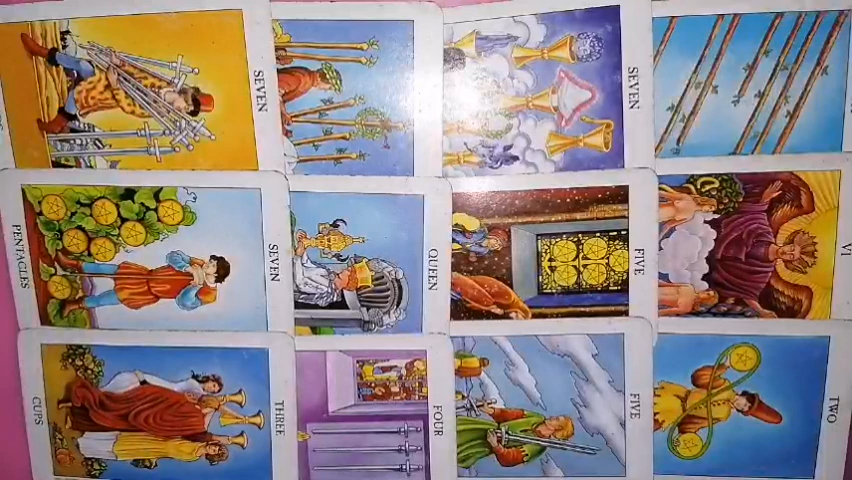 SEVEN
SEVEN
PENTACLES
SEVEN
QUEEN
FIVE
VI
CUPS
THREE
FOUR
FIVE
TWO